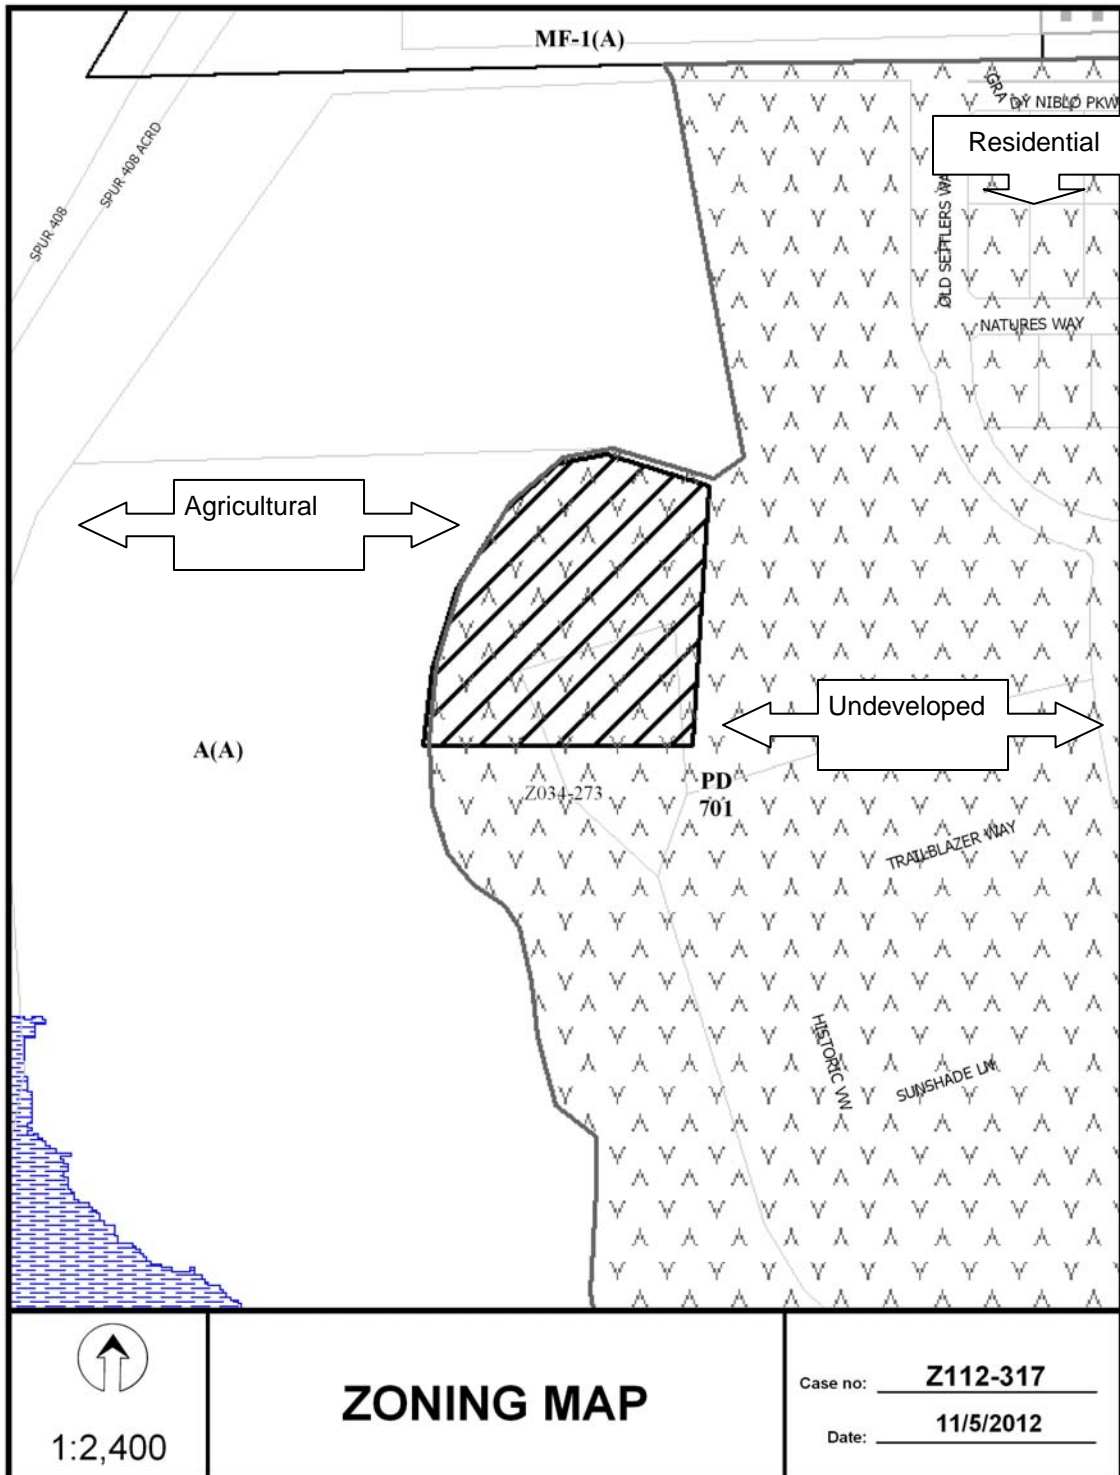 MF-1(A)
GRA
DY NIBLO PKW
Residential
SPUR 408 ACRD
SPUR 408
OLD SETTLERS WA
NATURES WAY
Agricultural
Undeveloped
A(A)
PD
701
Z034-273
TRAILBLAZER WAY
HISTORIC VW
SUNSHADE LN
1:2,400
ZONING MAP
Case no: Z112-317
Date: 11/5/2012